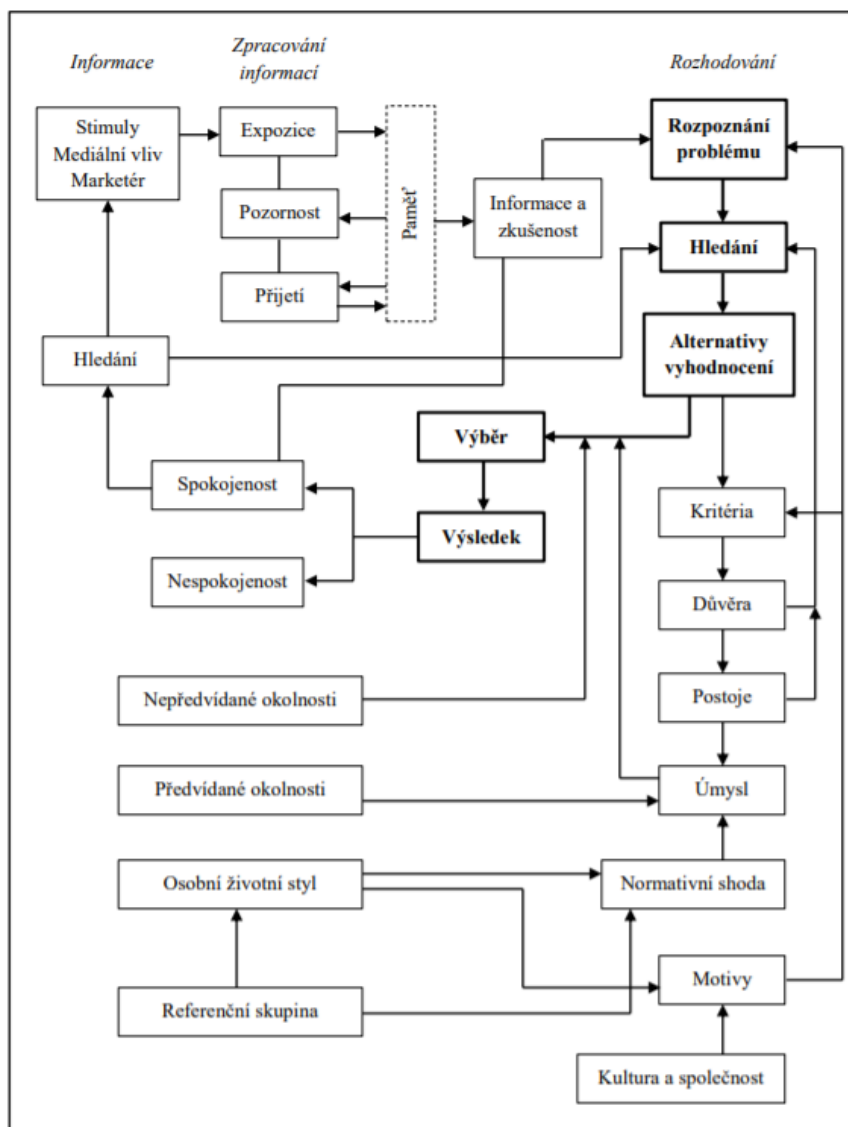 Informace
Zpracování
informací
Rozhodování
Stimuly
Mediální vliv
Marketér
Expozice
Pozornost
Přijetí
Paměť
Informace a
zkušenost
Rozpoznání
problému
Hledání
Alternativy
vyhodnocení
Hledání
Výběr
Spokojenost
Výsledek
Nespokojenost
Kritéria
Důvěra
Nepředvídané okolnosti
Postoje
Předvídané okolnosti
Úmysl
Osobní životní styl
Normativní shoda
Motivy
Referenční skupina
Kultura a společnost